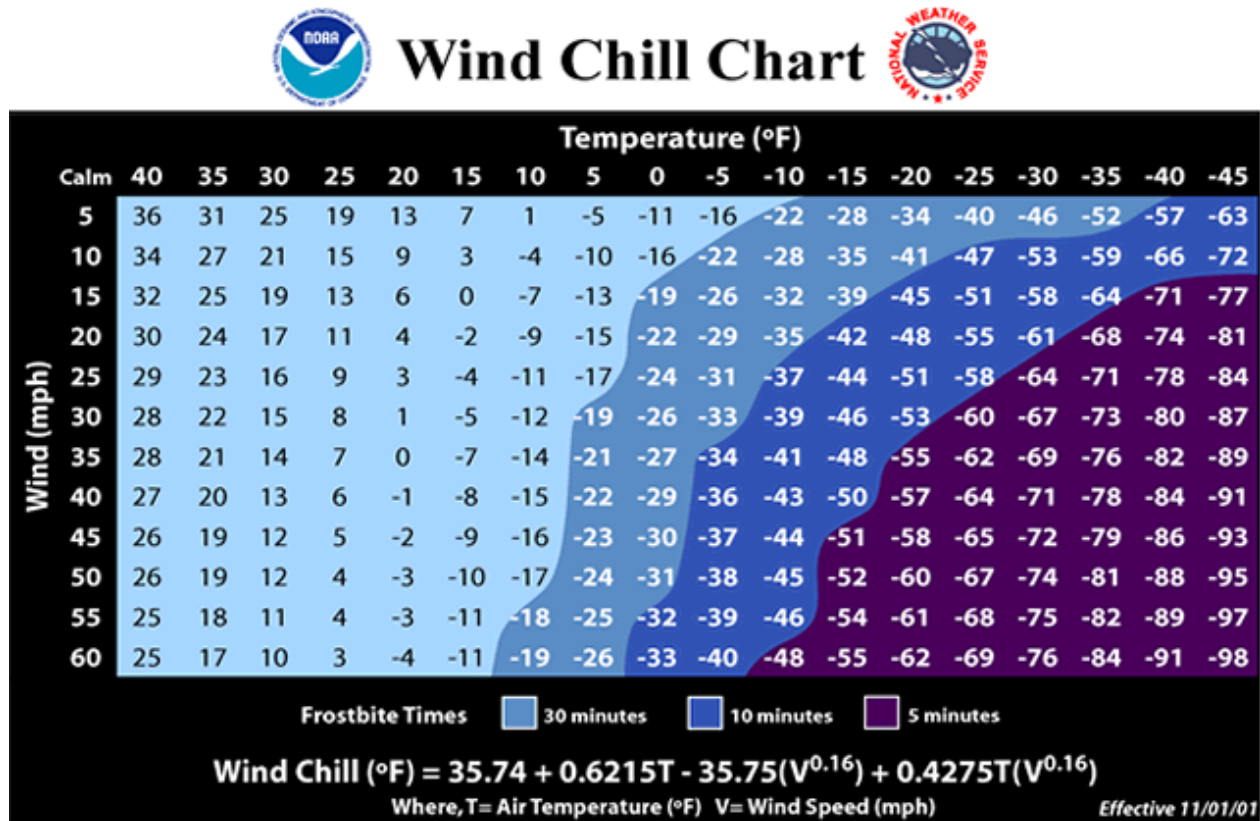 NOAA
NATIONAL OCEANIC AND ATMOSPHERIC ADMINISTRATION
U.S. DEPARTMENT OF COMMERCE
Wind Chill Chart
NATIONAL WEATHER SERVICE
Temperature (ºF)
Calm 40 35 30 25 20 15 10 5 0 -5 -10 -15 -20 -25 -30 -35 -40 -45
Wind (mph)
5 36 31 25 19 13 7 1 -5 -11 -16 -22 -28 -34 -40 -46 -52 -57 -63
10 34 27 21 15 9 3 -4 -10 -16 -22 -28 -35 -41 -47 -53 -59 -66 -72
15 32 25 19 13 6 0 -7 -13 -19 -26 -32 -39 -45 -51 -58 -64 -71 -77
20 30 24 17 11 4 -2 -9 -15 -22 -29 -35 -42 -48 -55 -61 -68 -74 -81
25 29 23 16 9 3 -4 -11 -17 -24 -31 -37 -44 -51 -58 -64 -71 -78 -84
30 28 22 15 8 1 -5 -12 -19 -26 -33 -39 -46 -53 -60 -67 -73 -80 -87
35 28 21 14 7 0 -7 -14 -21 -27 -34 -41 -48 -55 -62 -69 -76 -82 -89
40 27 20 13 6 -1 -8 -15 -22 -29 -36 -43 -50 -57 -64 -71 -78 -84 -91
45 26 19 12 5 -2 -9 -16 -23 -30 -37 -44 -51 -58 -65 -72 -79 -86 -93
50 26 19 12 4 -3 -10 -17 -24 -31 -38 -45 -52 -60 -67 -74 -81 -88 -95
55 25 18 11 4 -3 -11 -18 -25 -32 -39 -46 -54 -61 -68 -75 -82 -89 -97
60 25 17 10 3 -4 -11 -19 -26 -33 -40 -48 -55 -62 -69 -76 -84 -91 -98
Frostbite Times 30 minutes 10 minutes 5 minutes
Wind Chill (ºF) = 35.74 + 0.6215T - 35.75(V^0.16) + 0.4275T(V^0.16)
Where, T= Air Temperature (ºF) V= Wind Speed (mph) Effective 11/01/01